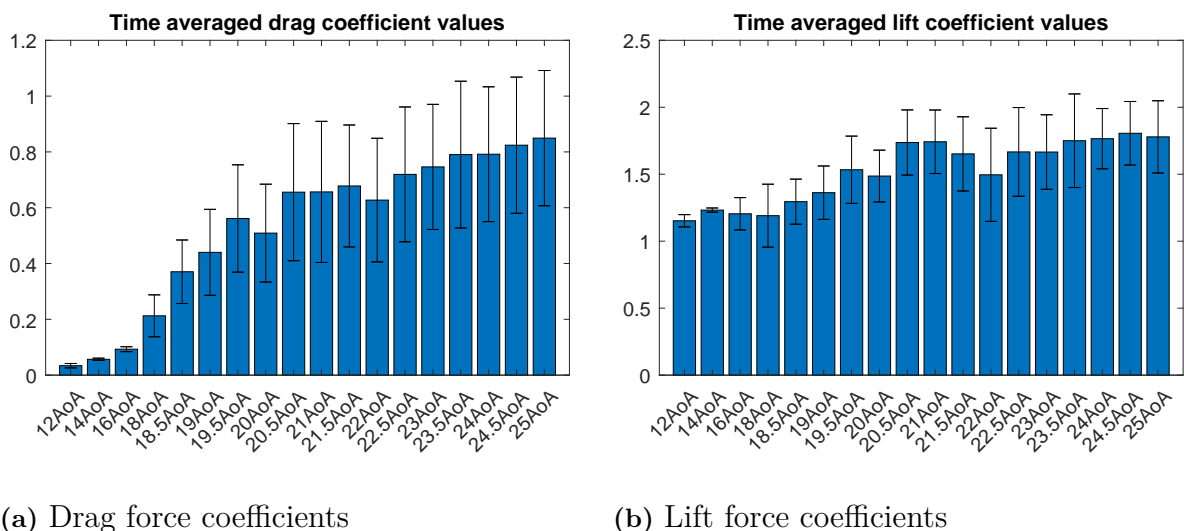 Time averaged drag coefficient values
1.2
1
0.8
0.6
0.4
0.2
0
12AoA
14AoA
16AoA
18AoA
18.5AoA
19AoA
19.5AoA
20AoA
20.5AoA
21AoA
21.5AoA
22AoA
22.5AoA
23AoA
23.5AoA
24AoA
24.5AoA
25AoA
(a) Drag force coefficients
Time averaged lift coefficient values
2.5
2
1.5
1
0.5
0
12AoA
14AoA
16AoA
18AoA
18.5AoA
19AoA
19.5AoA
20AoA
20.5AoA
21AoA
21.5AoA
22AoA
22.5AoA
23AoA
23.5AoA
24AoA
24.5AoA
25AoA
(b) Lift force coefficients